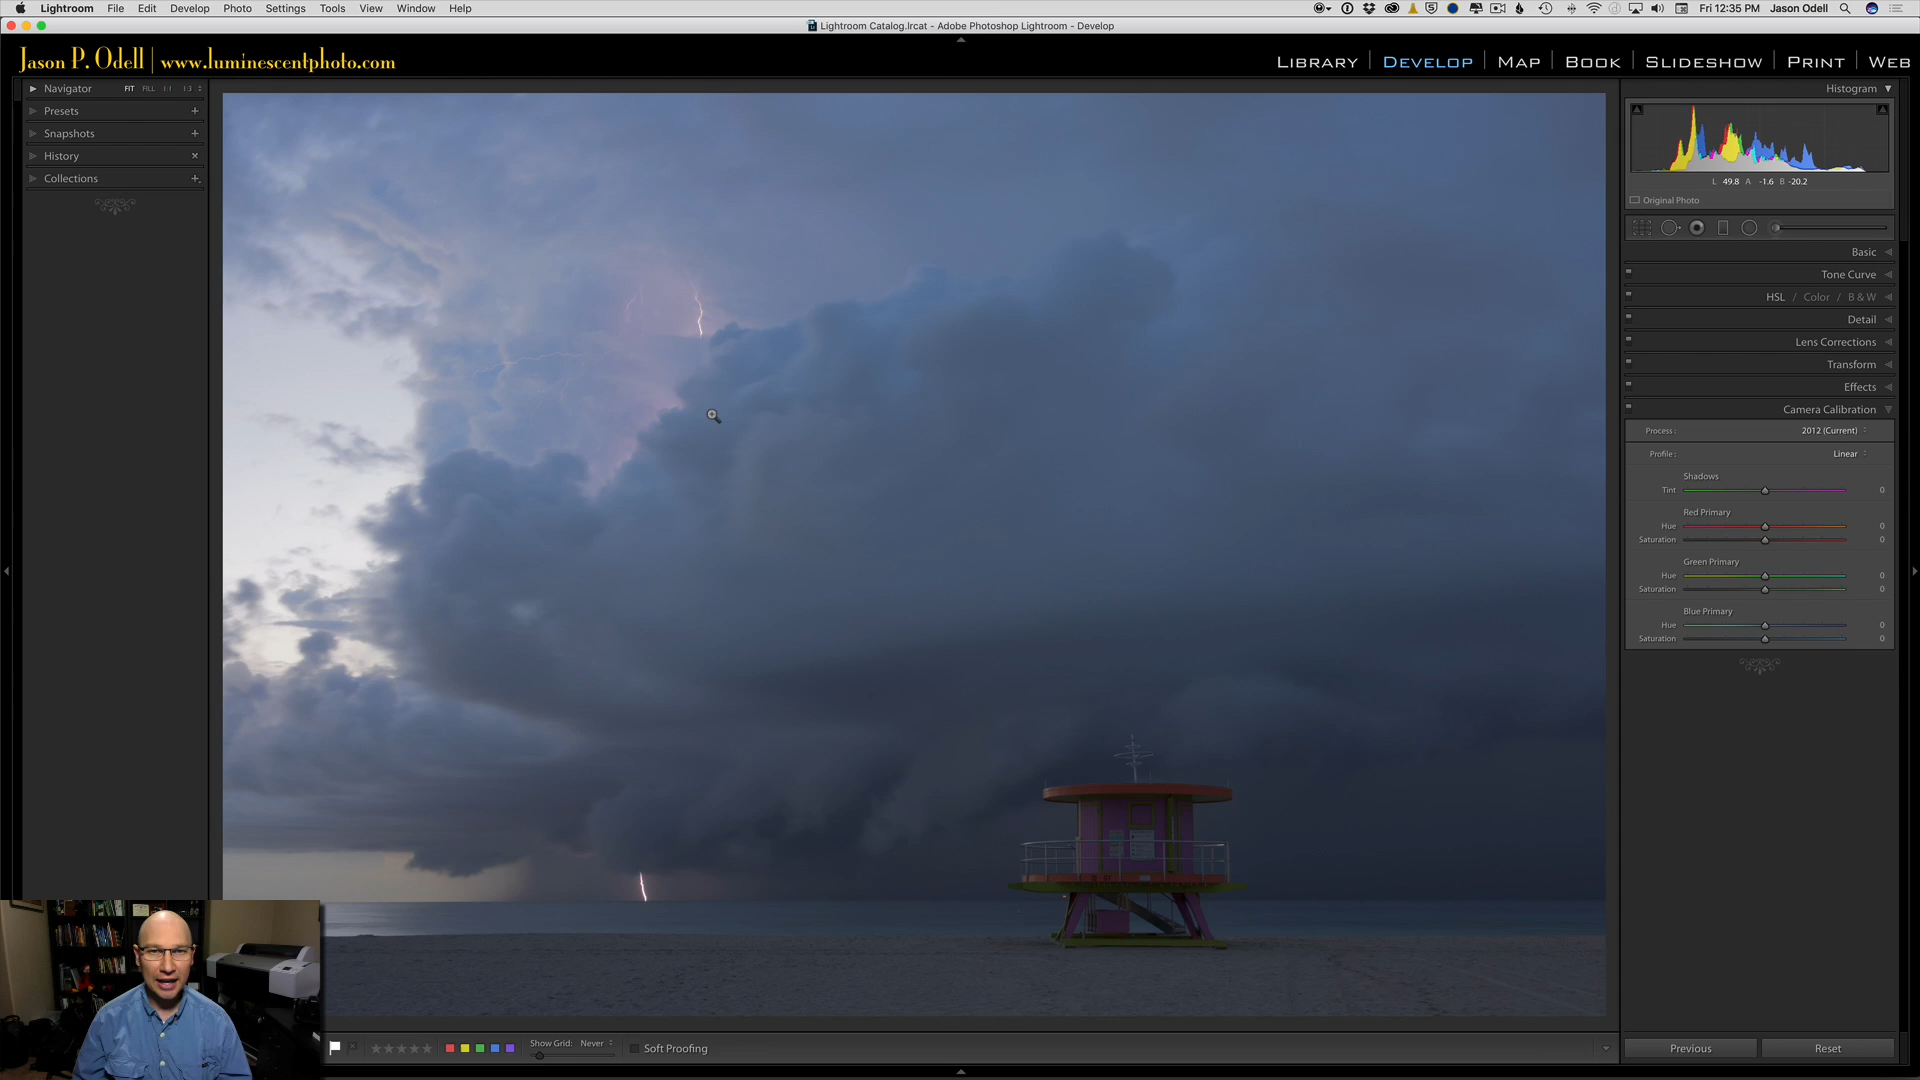 Lightroom File Edit Develop Photo Settings Tools View Window Help Fri 12:35 PM Jason Odell
Lightroom Catalog.lrcat - Adobe Photoshop Lightroom - Develop
Jason P. Odell | www.luminescentphoto.com
LIBRARY | DEVELOP | MAP | BOOK | SLIDESHOW | PRINT | WEB
Navigator FIT FILL 1:1 1:3
Presets
Snapshots
History
Collections
Histogram
L 49.8 A -1.6 B -20.2
Original Photo
Basic
Tone Curve
HSL / Color / B & W
Detail
Lens Corrections
Transform
Effects
Camera Calibration
Process : 2012 (Current)
Profile : Linear
Shadows
Tint 0
Red Primary
Hue 0
Saturation 0
Green Primary
Hue 0
Saturation 0
Blue Primary
Hue 0
Saturation 0
Show Grid: Never
Soft Proofing
Previous Reset